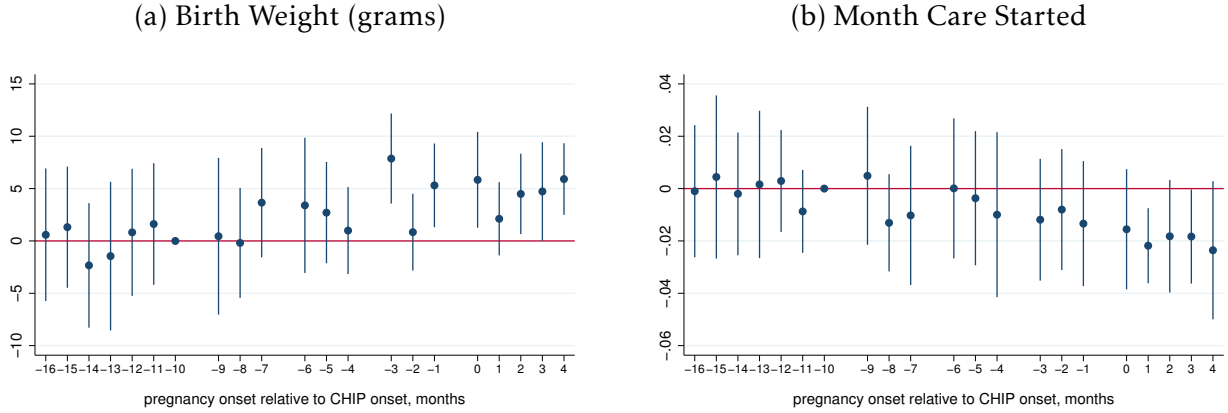 (a) Birth Weight (grams)
15
10
5
0
−5
−10
−16 −15 −14 −13 −12 −11 −10 −9 −8 −7 −6 −5 −4 −3 −2 −1 0 1 2 3 4
pregnancy onset relative to CHIP onset, months
(b) Month Care Started
.04
.02
0
−.02
−.04
−.06
−16 −15 −14 −13 −12 −11 −10 −9 −8 −7 −6 −5 −4 −3 −2 −1 0 1 2 3 4
pregnancy onset relative to CHIP onset, months